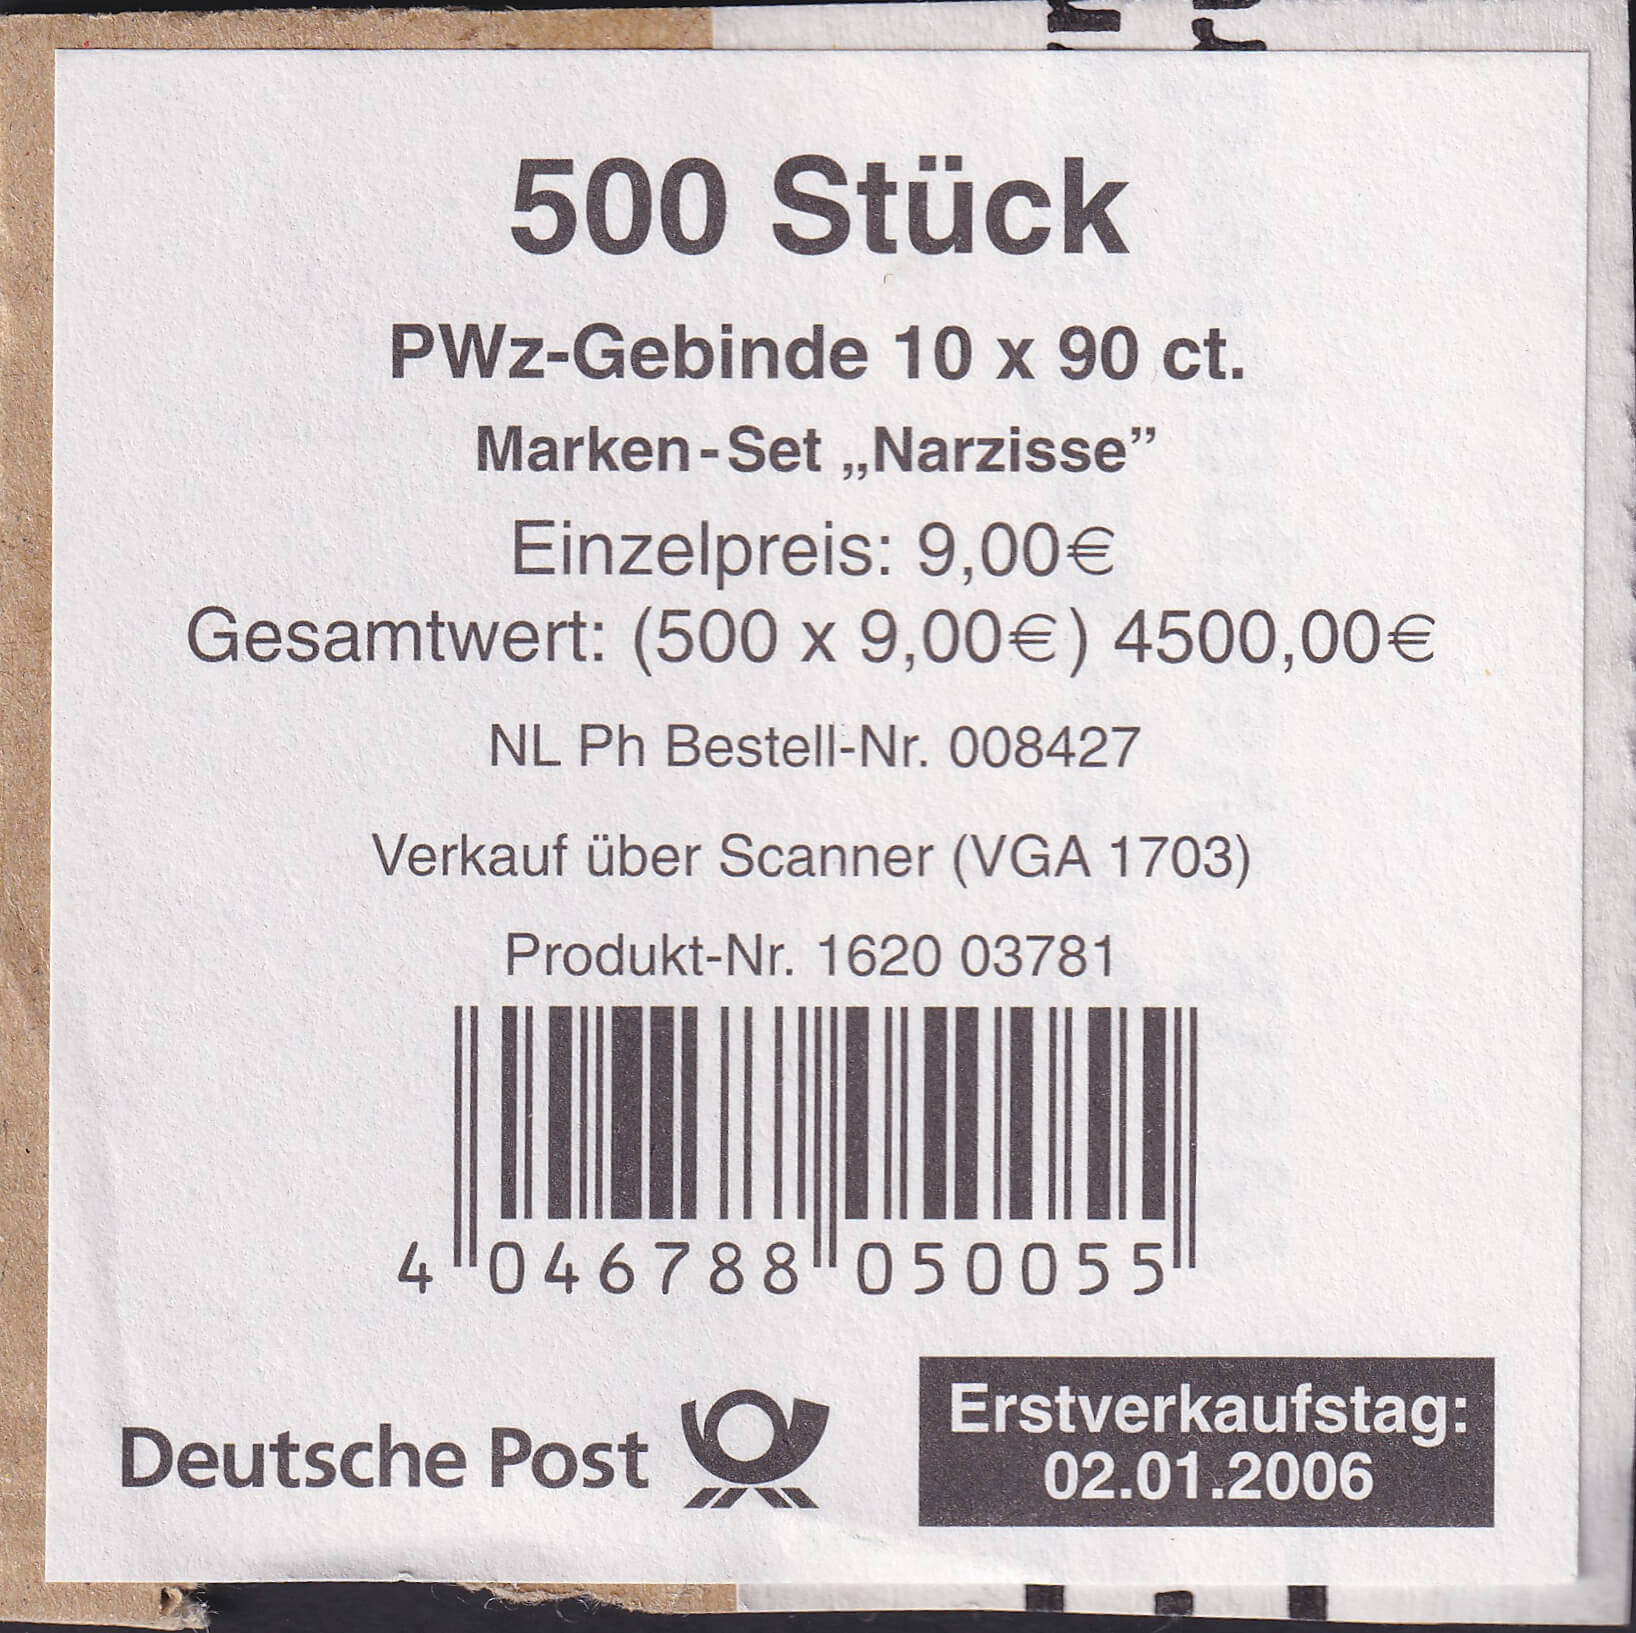 500 Stück
PWz-Gebinde 10 x 90 ct.
Marken-Set „Narzisse”
Einzelpreis: 9,00€
Gesamtwert: (500 x 9,00€) 4500,00€
NL Ph Bestell-Nr. 008427
Verkauf über Scanner (VGA 1703)
Produkt-Nr. 1620 03781
4 046788 050055
Deutsche Post
Erstverkaufstag:
02.01.2006